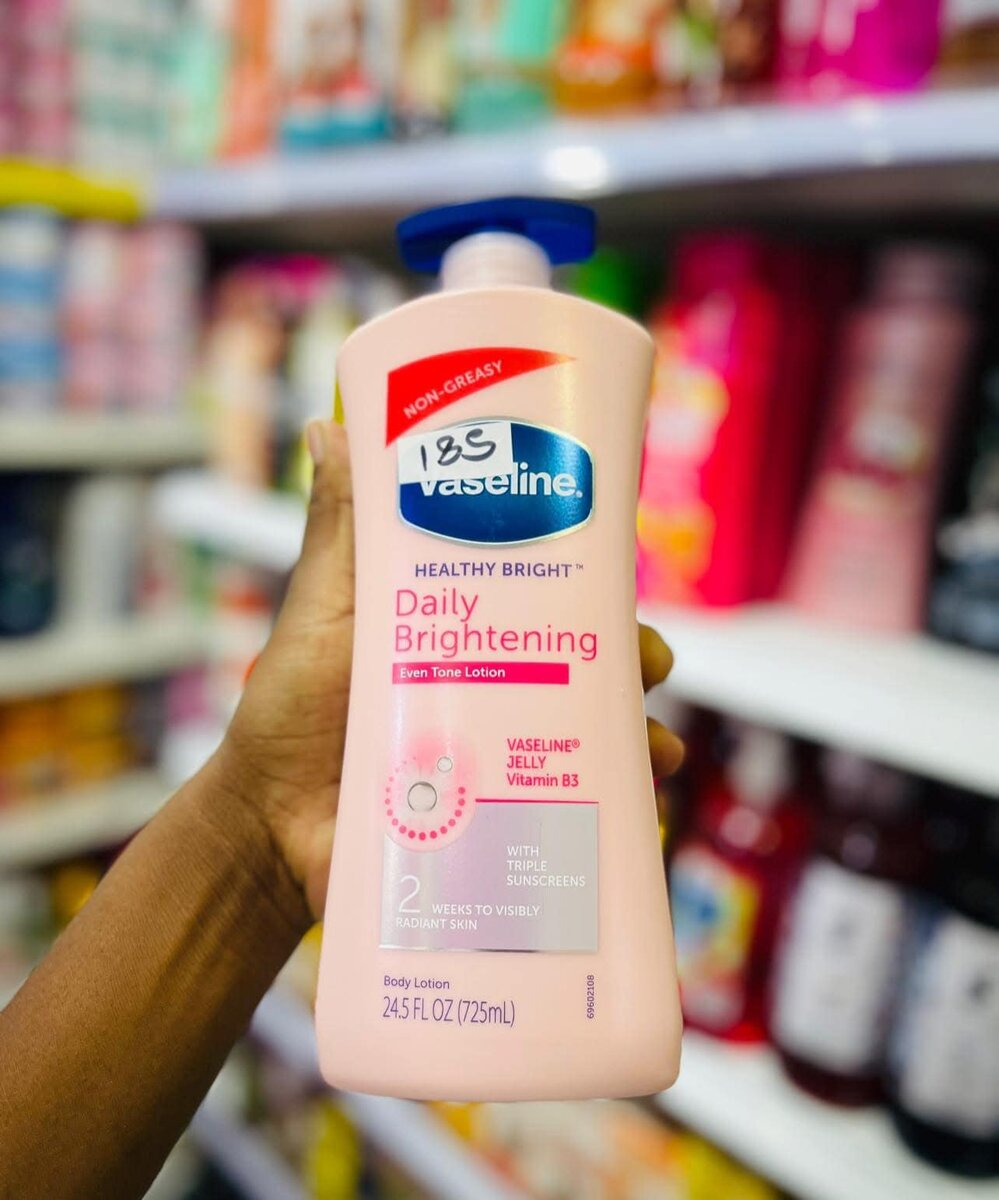 NON-GREASY
185
Vaseline.
HEALTHY BRIGHT™
Daily
Brightening
Even Tone Lotion
VASELINE®
JELLY
Vitamin B3
WITH
TRIPLE
SUNSCREENS
2 WEEKS TO VISIBLY
RADIANT SKIN
Body Lotion
24.5 FL OZ (725mL)
69602108